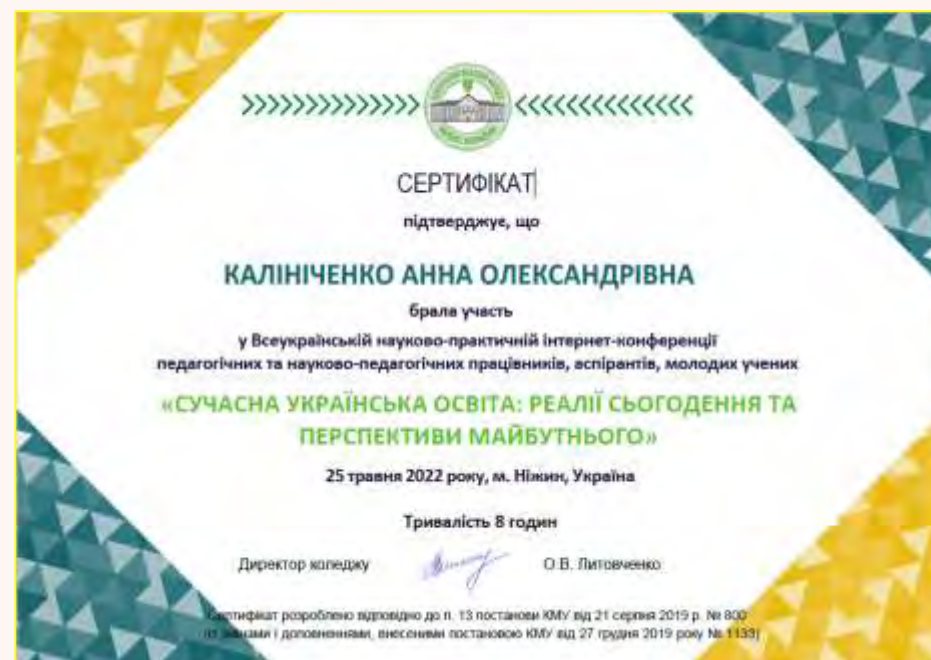 СЕРТИФІКАТ
підтверджує, що
КАЛІНІЧЕНКО АННА ОЛЕКСАНДРІВНА
брала участь
у Всеукраїнській науково-практичній інтернет-конференції
педагогічних та науково-педагогічних працівників, аспірантів, молодих учених
«СУЧАСНА УКРАЇНСЬКА ОСВІТА: РЕАЛІЇ СЬОГОДЕННЯ ТА
ПЕРСПЕКТИВИ МАЙБУТНЬОГО»
25 травня 2022 року, м. Ніжин, Україна
Тривалість 8 годин
Директор коледжу О.В. Литовченко
Сертифікат розроблено відповідно до п. 13 постанови КМУ від 21 серпня 2019 р. № 800
із змінами і доповненнями, внесеними постановою КМУ від 27 грудня 2019 року № 1133)